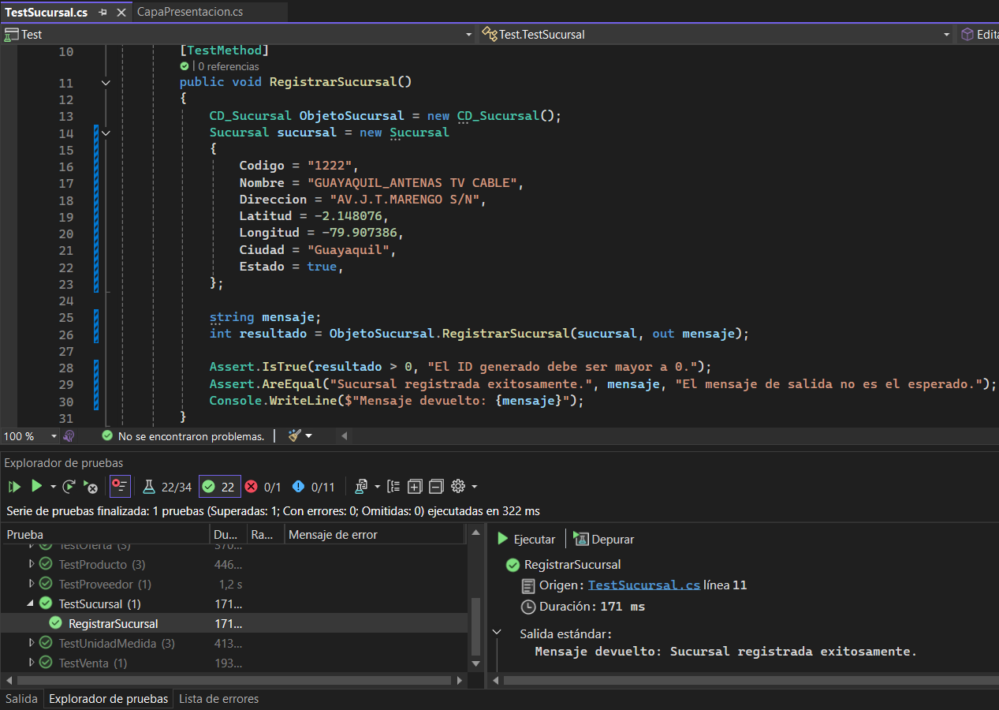 TestSucursal.cs CapaPresentacion.cs
Test Test.TestSucursal Edita
10 [TestMethod]
0 referencias
11 public void RegistrarSucursal()
12 {
13 CD_Sucursal ObjetoSucursal = new CD_Sucursal();
14 Sucursal sucursal = new Sucursal
15 {
16 Codigo = "1222",
17 Nombre = "GUAYAQUIL_ANTENAS TV CABLE",
18 Direccion = "AV.J.T.MARENGO S/N",
19 Latitud = -2.148076,
20 Longitud = -79.907386,
21 Ciudad = "Guayaquil",
22 Estado = true,
23 };
24
25 string mensaje;
26 int resultado = ObjetoSucursal.RegistrarSucursal(sucursal, out mensaje);
27
28 Assert.IsTrue(resultado > 0, "El ID generado debe ser mayor a 0.");
29 Assert.AreEqual("Sucursal registrada exitosamente.", mensaje, "El mensaje de salida no es el esperado.");
30 Console.WriteLine($"Mensaje devuelto: {mensaje}");
31 }
100 % No se encontraron problemas.
Explorador de pruebas
22/34 22 0/1 0/11
Serie de pruebas finalizada: 1 pruebas (Superadas: 1; Con errores: 0; Omitidas: 0) ejecutadas en 322 ms
Prueba Du... Ra... Mensaje de error
TestOferta (3) 370...
TestProducto (3) 446...
TestProveedor (1) 1,2 s
TestSucursal (1) 171...
RegistrarSucursal 171...
TestUnidadMedida (3) 413...
TestVenta (1) 193...
Ejecutar Depurar
RegistrarSucursal
Origen: TestSucursal.cs línea 11
Duración: 171 ms
Salida estándar:
Mensaje devuelto: Sucursal registrada exitosamente.
Salida Explorador de pruebas Lista de errores